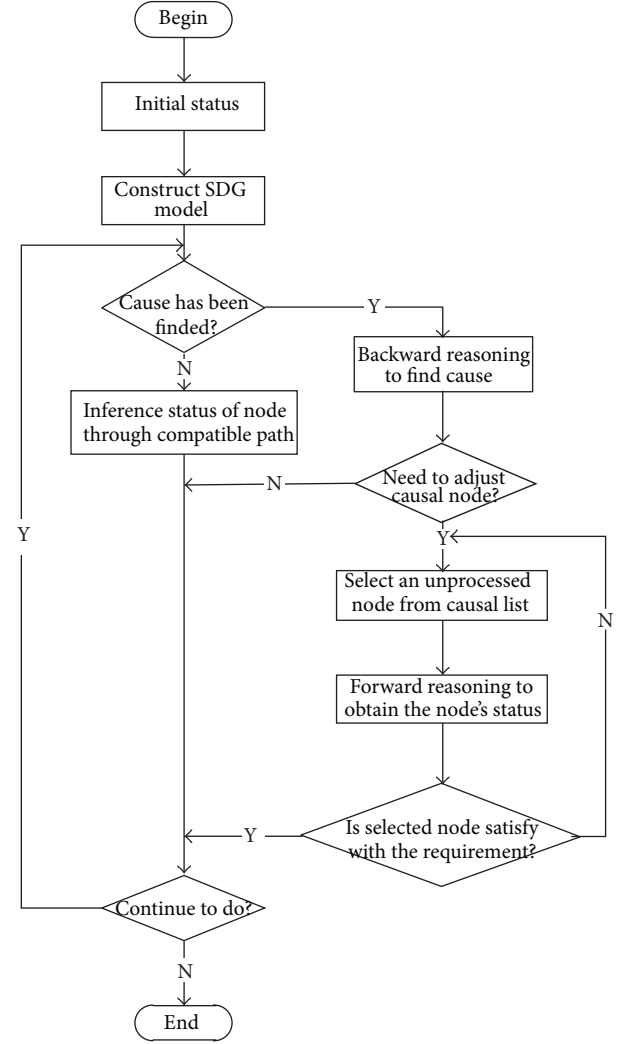 Begin
Initial status
Construct SDG
model
Cause has been
finded?
Y
N
Backward reasoning
to find cause
Inference status of node
through compatible path
Need to adjust
causal node?
N
Y
Y
Select an unprocessed
node from causal list
N
Forward reasoning to
obtain the node's status
Is selected node satisfy
with the requirement?
Y
Continue to do?
N
End